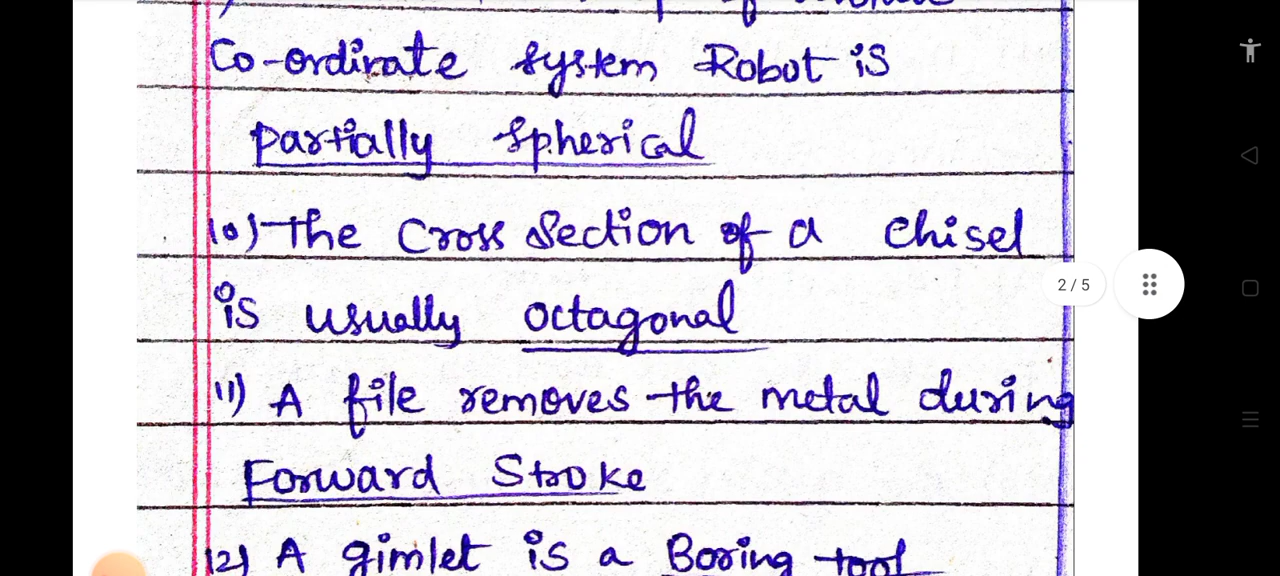 Co-ordinate system Robot is
partially spherical
10) The Cross Section of a chisel
is usually octagonal
2 / 5
11) A file removes the metal during
Forward Stroke
12) A gimlet is a Boring tool